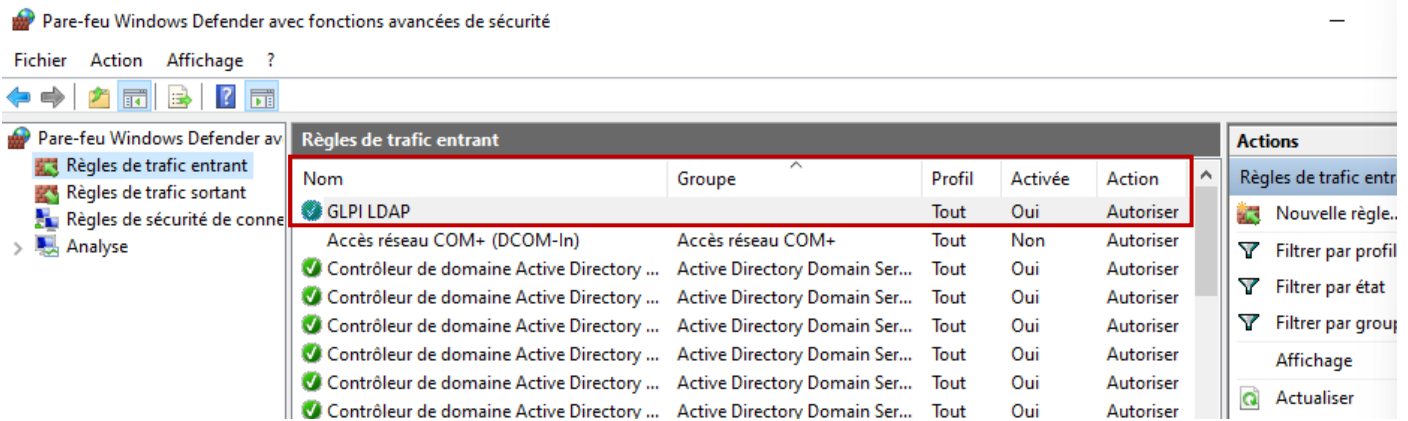 Pare-feu Windows Defender avec fonctions avancées de sécurité
Fichier Action Affichage ?
Pare-feu Windows Defender av
Règles de trafic entrant
Règles de trafic sortant
Règles de sécurité de conne
Analyse
Règles de trafic entrant
Nom Groupe Profil Activée Action
GLPI LDAP Tout Oui Autoriser
Accès réseau COM+ (DCOM-In) Accès réseau COM+ Tout Non Autoriser
Contrôleur de domaine Active Directory ... Active Directory Domain Ser... Tout Oui Autoriser
Contrôleur de domaine Active Directory ... Active Directory Domain Ser... Tout Oui Autoriser
Contrôleur de domaine Active Directory ... Active Directory Domain Ser... Tout Oui Autoriser
Contrôleur de domaine Active Directory ... Active Directory Domain Ser... Tout Oui Autoriser
Contrôleur de domaine Active Directory ... Active Directory Domain Ser... Tout Oui Autoriser
Contrôleur de domaine Active Directory ... Active Directory Domain Ser... Tout Oui Autoriser
Actions
Règles de trafic entr
Nouvelle règle..
Filtrer par profil
Filtrer par état
Filtrer par group
Affichage
Actualiser